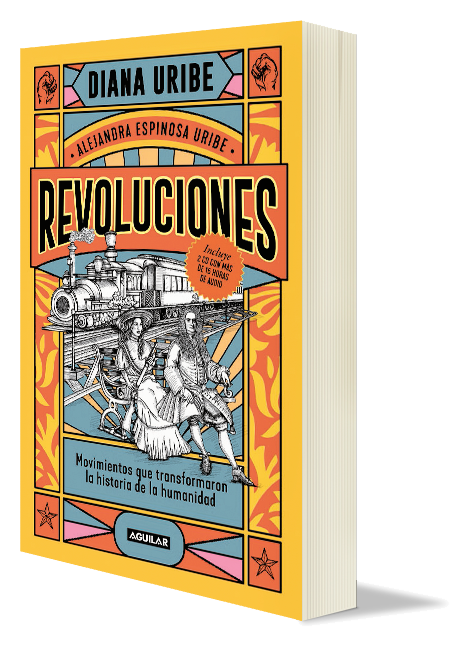 DIANA URIBE
• ALEJANDRA ESPINOSA URIBE •
REVOLUCIONES
Incluye
2 CD CON MÁS
DE 15 HORAS
DE AUDIO
Movimientos que transformaron
la historia de la humanidad
AGUILAR